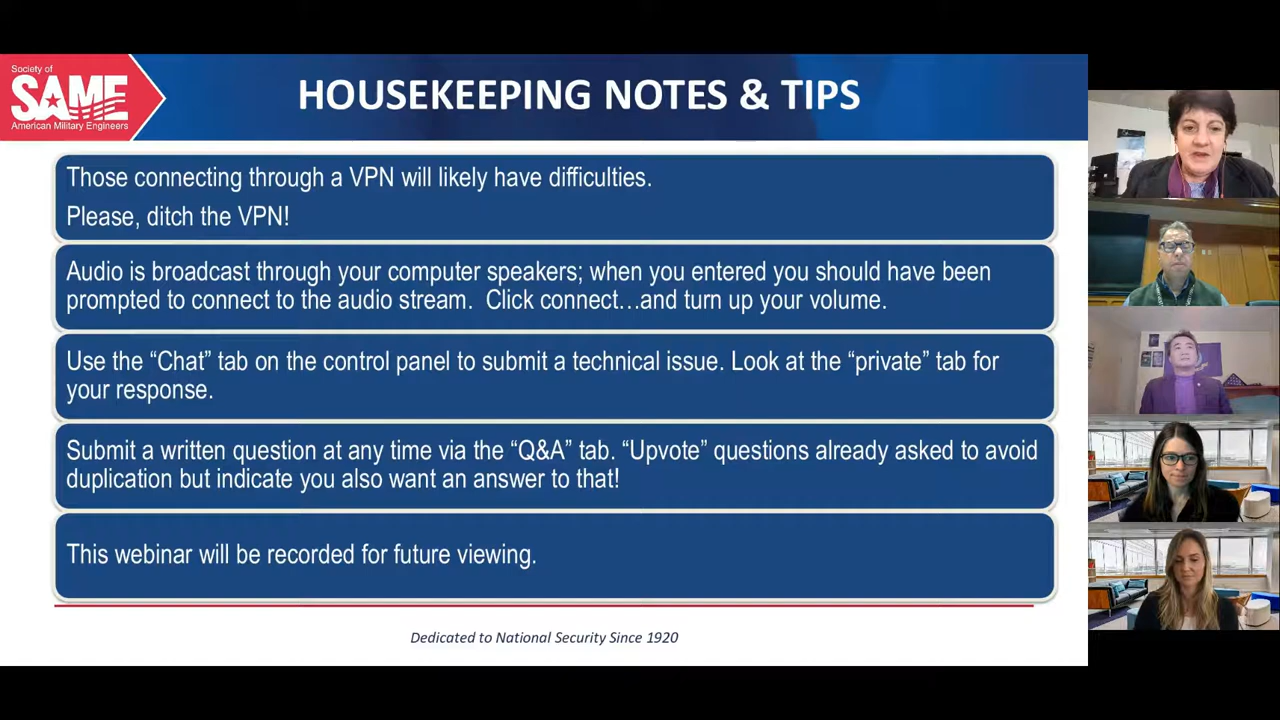 Society of
SAME
American Military Engineers
HOUSEKEEPING NOTES & TIPS
Those connecting through a VPN will likely have difficulties.
Please, ditch the VPN!
Audio is broadcast through your computer speakers; when you entered you should have been
prompted to connect to the audio stream.  Click connect…and turn up your volume.
Use the “Chat” tab on the control panel to submit a technical issue. Look at the “private” tab for
your response.
Submit a written question at any time via the “Q&A” tab. “Upvote” questions already asked to avoid
duplication but indicate you also want an answer to that!
This webinar will be recorded for future viewing.
Dedicated to National Security Since 1920